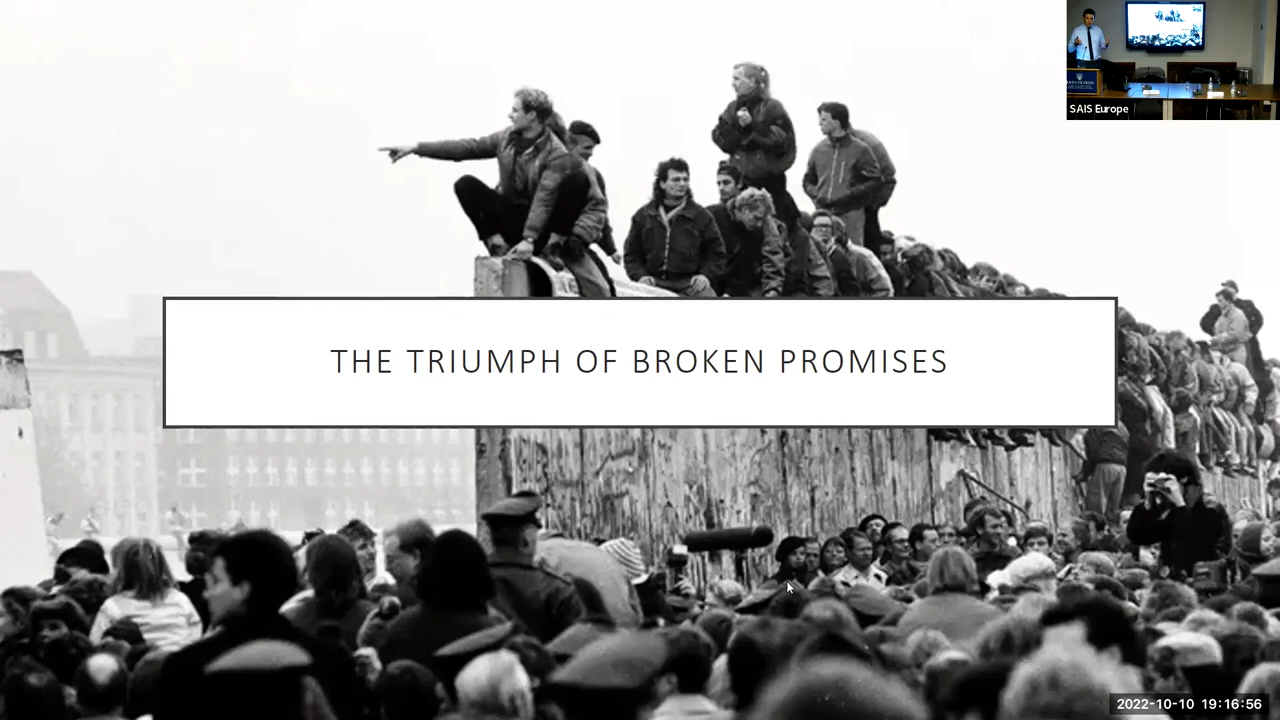 SAIS Europe
THE TRIUMPH OF BROKEN PROMISES
2022-10-10 19:16:56